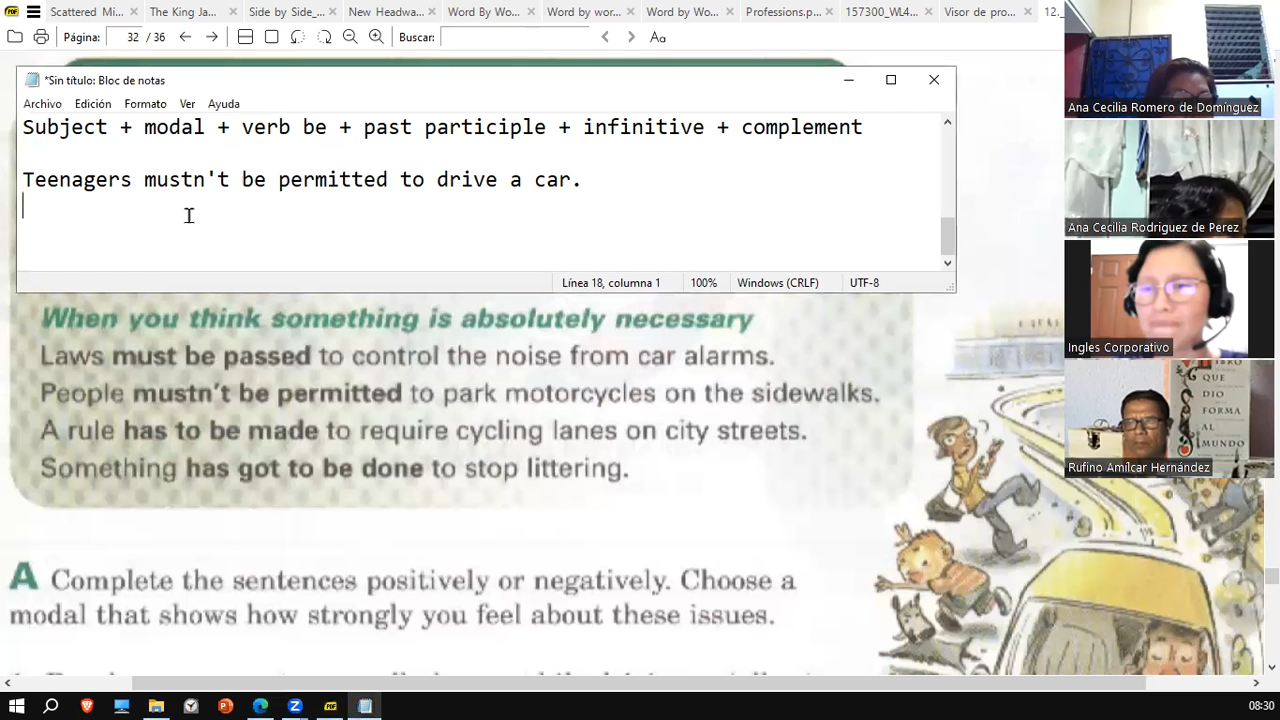 Scattered Mi...
The King Ja...
Side by Side_...
New Headwa...
Word By Wo...
Word by wor...
Word by Wo...
Professions.p...
157300_WL4...
Visor de pro...
12._
Página: 32 / 36
Buscar:
Aa
*Sin título: Bloc de notas
Archivo Edición Formato Ver Ayuda
Subject + modal + verb be + past participle + infinitive + complement
Teenagers mustn't be permitted to drive a car.
Línea 18, columna 1 100% Windows (CRLF) UTF-8
When you think something is absolutely necessary
Laws must be passed to control the noise from car alarms.
People mustn't be permitted to park motorcycles on the sidewalks.
A rule has to be made to require cycling lanes on city streets.
Something has got to be done to stop littering.
A Complete the sentences positively or negatively. Choose a
modal that shows how strongly you feel about these issues.
Ana Cecilia Romero de Domínguez
Ana Cecilia Rodriguez de Perez
Ingles Corporativo
LIBRO
QUE
DIO
FORMA
AL
MUNDO
Rufino Amílcar Hernández
08:30